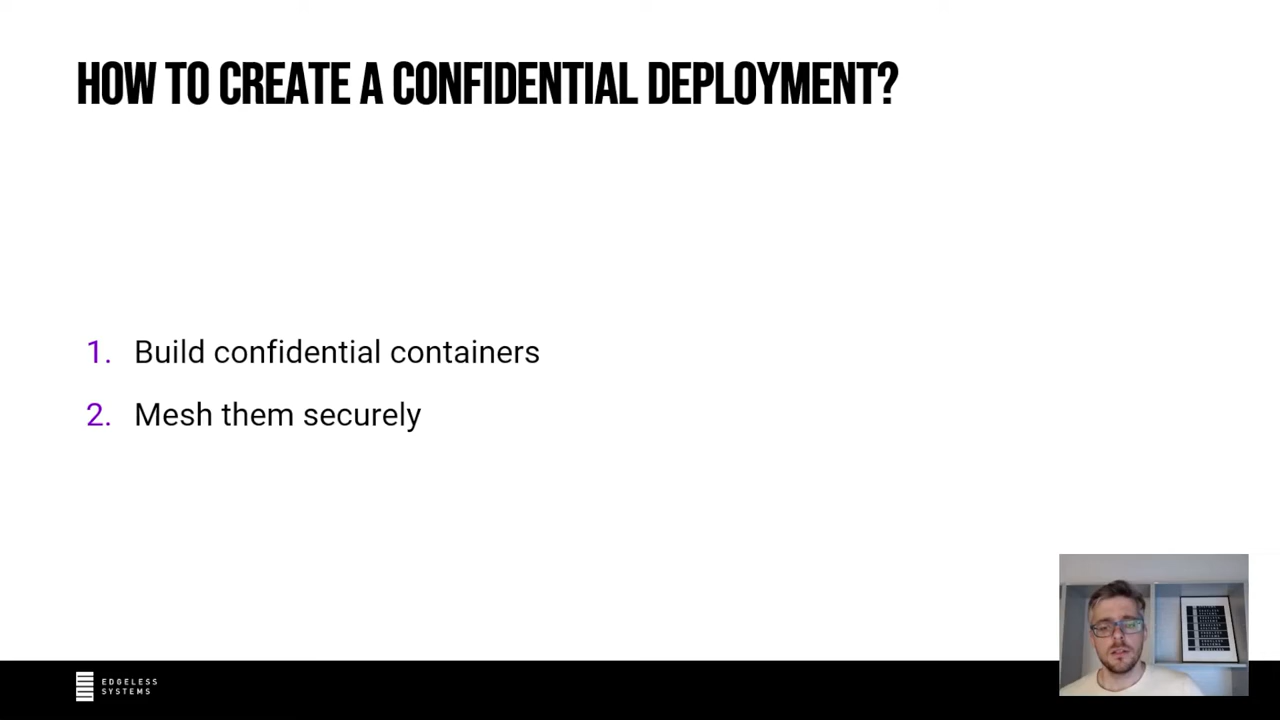 HOW TO CREATE A CONFIDENTIAL DEPLOYMENT?
1. Build confidential containers
2. Mesh them securely
EDGELESS
SYSTEMS